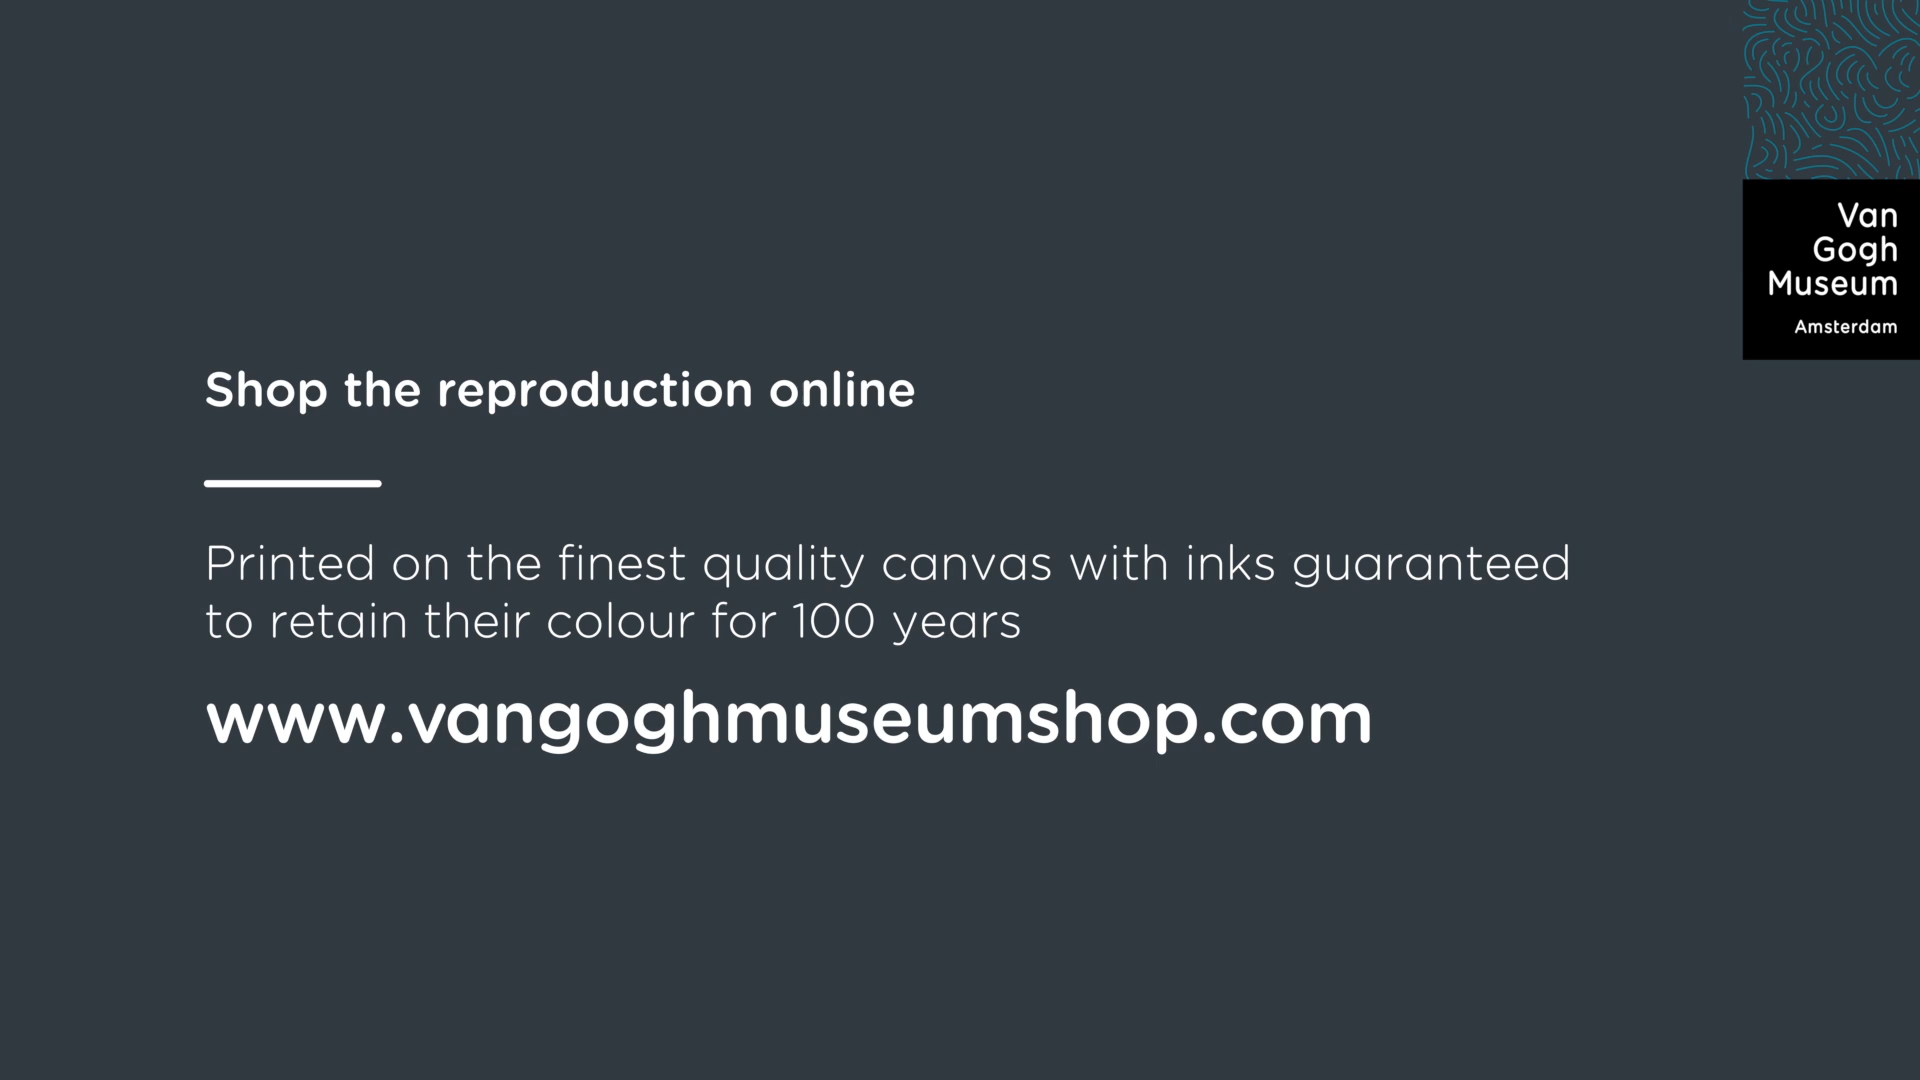 Van
Gogh
Museum
Amsterdam
Shop the reproduction online
Printed on the finest quality canvas with inks guaranteed
to retain their colour for 100 years
www.vangoghmuseumshop.com